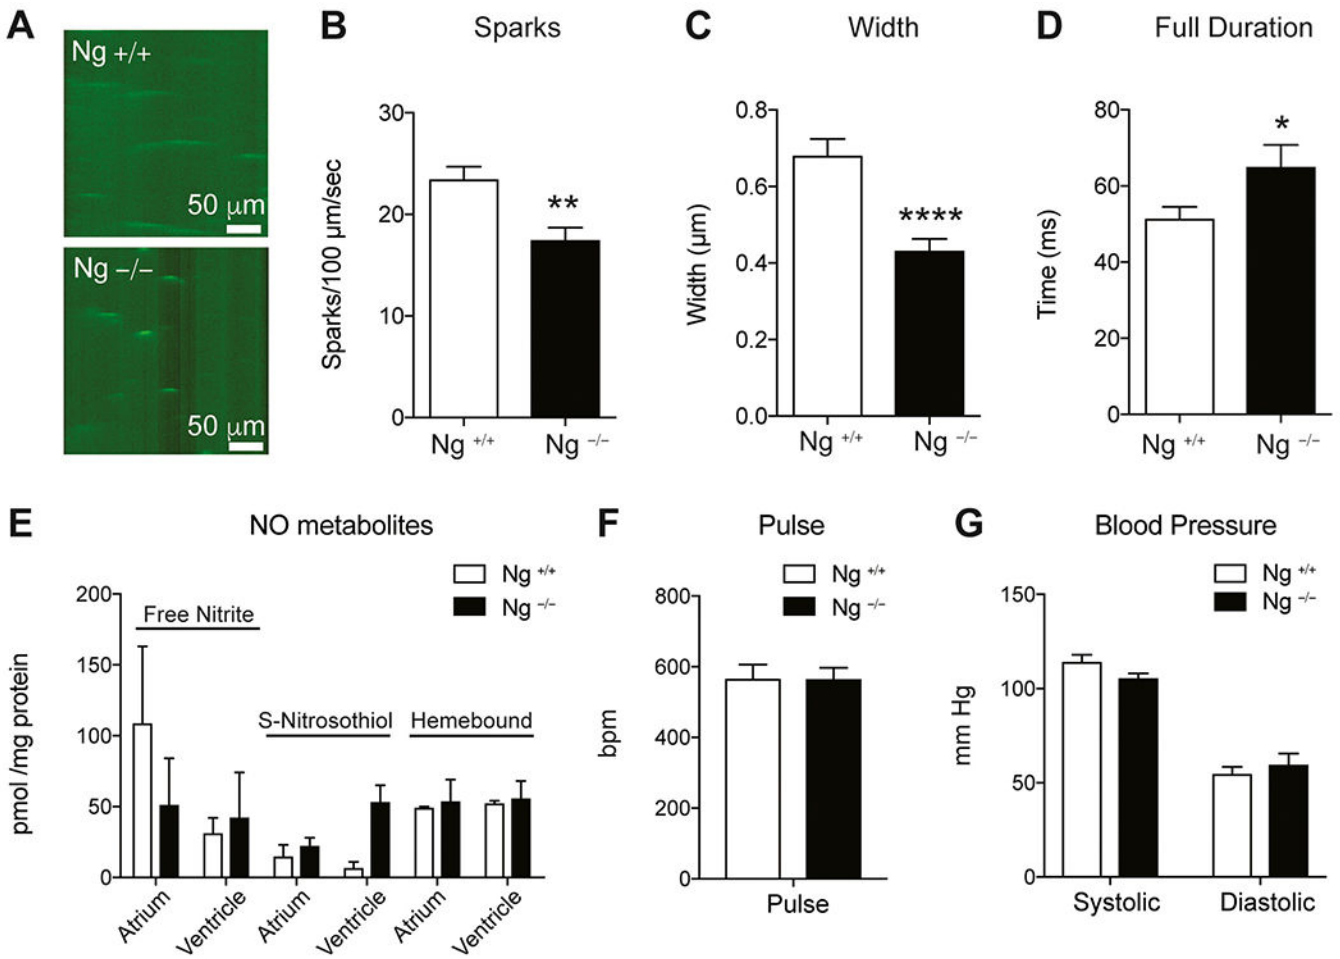 A
Ng +/+
50 µm
Ng −/−
50 µm
B
Sparks
Sparks/100 µm/sec
30
20
10
0
**
Ng +/+
Ng −/−
C
Width
Width (µm)
0.8
0.6
0.4
0.2
0.0
****
Ng +/+
Ng −/−
D
Full Duration
Time (ms)
80
60
40
20
0
*
Ng +/+
Ng −/−
E
NO metabolites
Ng +/+
Ng −/−
pmol /mg protein
200
150
100
50
0
Free Nitrite
S-Nitrosothiol
Hemebound
Atrium
Ventricle
Atrium
Ventricle
Atrium
Ventricle
F
Pulse
Ng +/+
Ng −/−
bpm
800
600
400
200
0
Pulse
G
Blood Pressure
Ng +/+
Ng −/−
mm Hg
150
100
50
0
Systolic
Diastolic